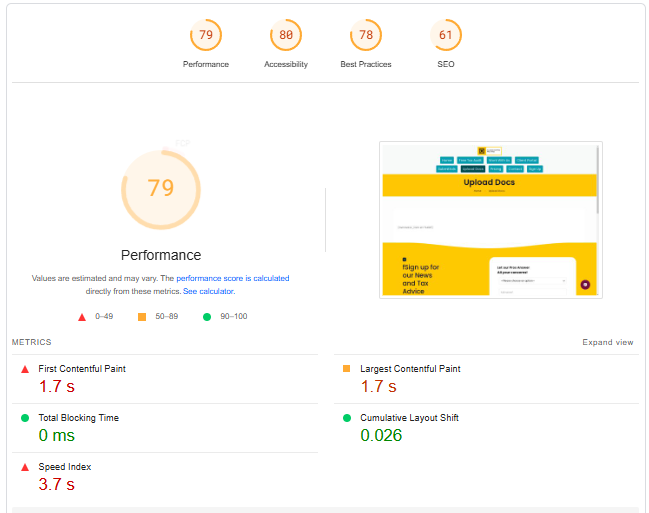 79
80
78
61
Performance
Accessibility
Best Practices
SEO
FCP
79
Performance
Values are estimated and may vary. The performance score is calculated
directly from these metrics. See calculator.
0–49
50–89
90–100
Upload Docs
!Sign up for
our News
and Tax
Advice
METRICS
Expand view
First Contentful Paint
1.7 s
Largest Contentful Paint
1.7 s
Total Blocking Time
0 ms
Cumulative Layout Shift
0.026
Speed Index
3.7 s